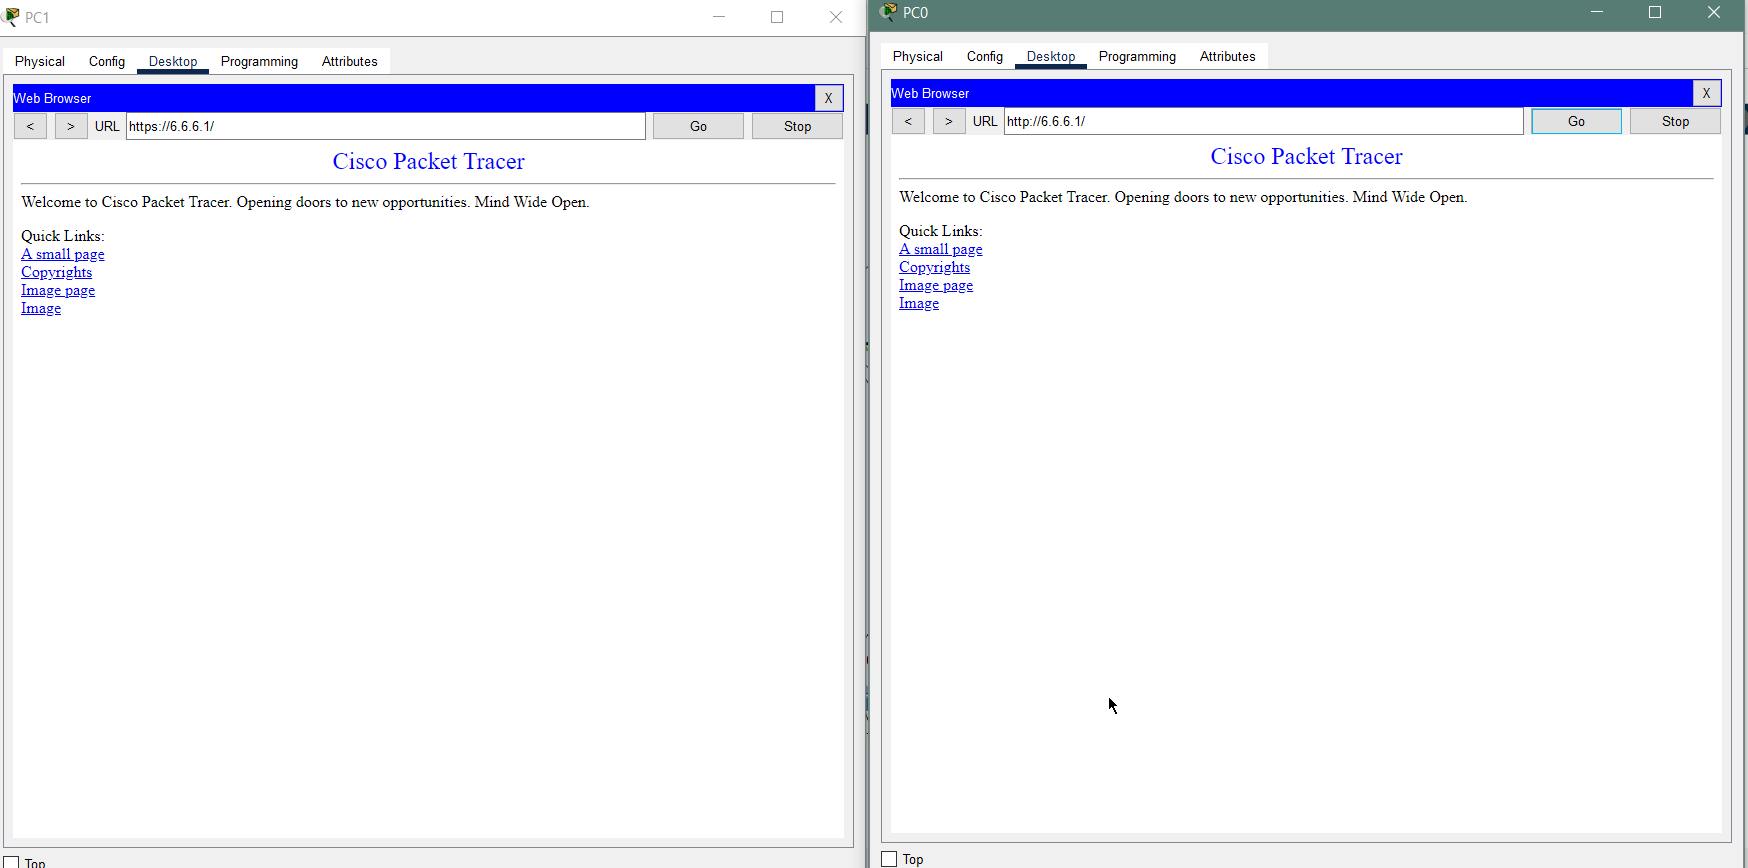 PC1
Physical Config Desktop Programming Attributes
Web Browser X
< > URL https://6.6.6.1/ Go Stop
Cisco Packet Tracer
Welcome to Cisco Packet Tracer. Opening doors to new opportunities. Mind Wide Open.
Quick Links:
A small page
Copyrights
Image page
Image
Top
PC0
Physical Config Desktop Programming Attributes
Web Browser X
< > URL http://6.6.6.1/ Go Stop
Cisco Packet Tracer
Welcome to Cisco Packet Tracer. Opening doors to new opportunities. Mind Wide Open.
Quick Links:
A small page
Copyrights
Image page
Image
Top